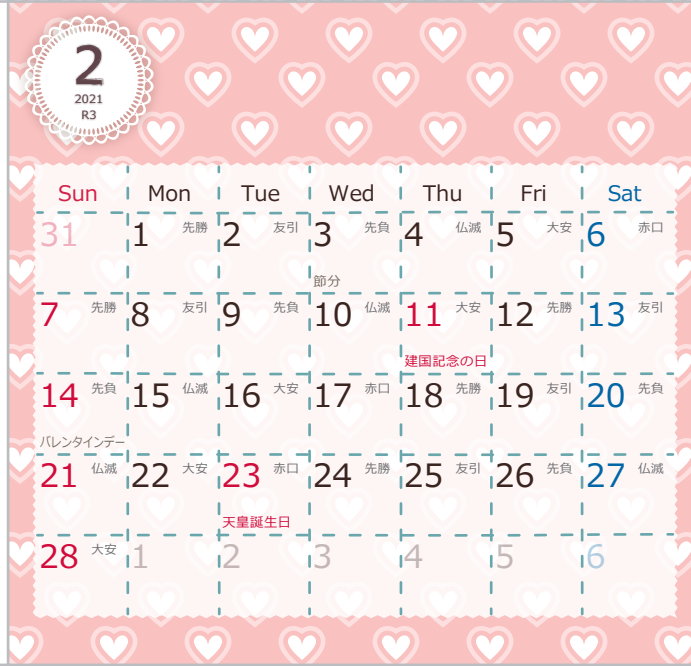 2
2021
R3
Sun Mon Tue Wed Thu Fri Sat
31 1 先勝 2 友引 3 先負 4 仏滅 5 大安 6 赤口
節分
7 先勝 8 友引 9 先負 10 仏滅 11 大安 12 先勝 13 友引
建国記念の日
14 先負 15 仏滅 16 大安 17 赤口 18 先勝 19 友引 20 先負
バレンタインデー
21 仏滅 22 大安 23 赤口 24 先勝 25 友引 26 先負 27 仏滅
天皇誕生日
28 大安 1 2 3 4 5 6